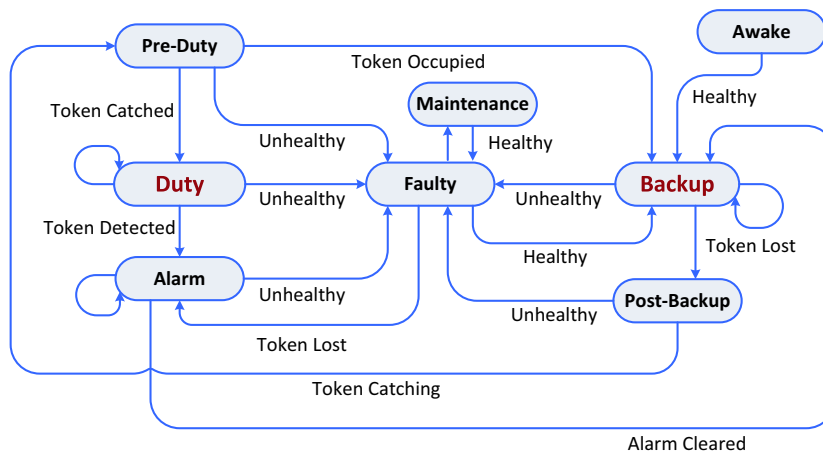 Pre-Duty
Awake
Token Occupied
Maintenance
Healthy
Token Catched
Unhealthy
Healthy
Duty
Unhealthy
Faulty
Unhealthy
Backup
Token Detected
Healthy
Token Lost
Alarm
Unhealthy
Unhealthy
Post-Backup
Token Lost
Token Catching
Alarm Cleared